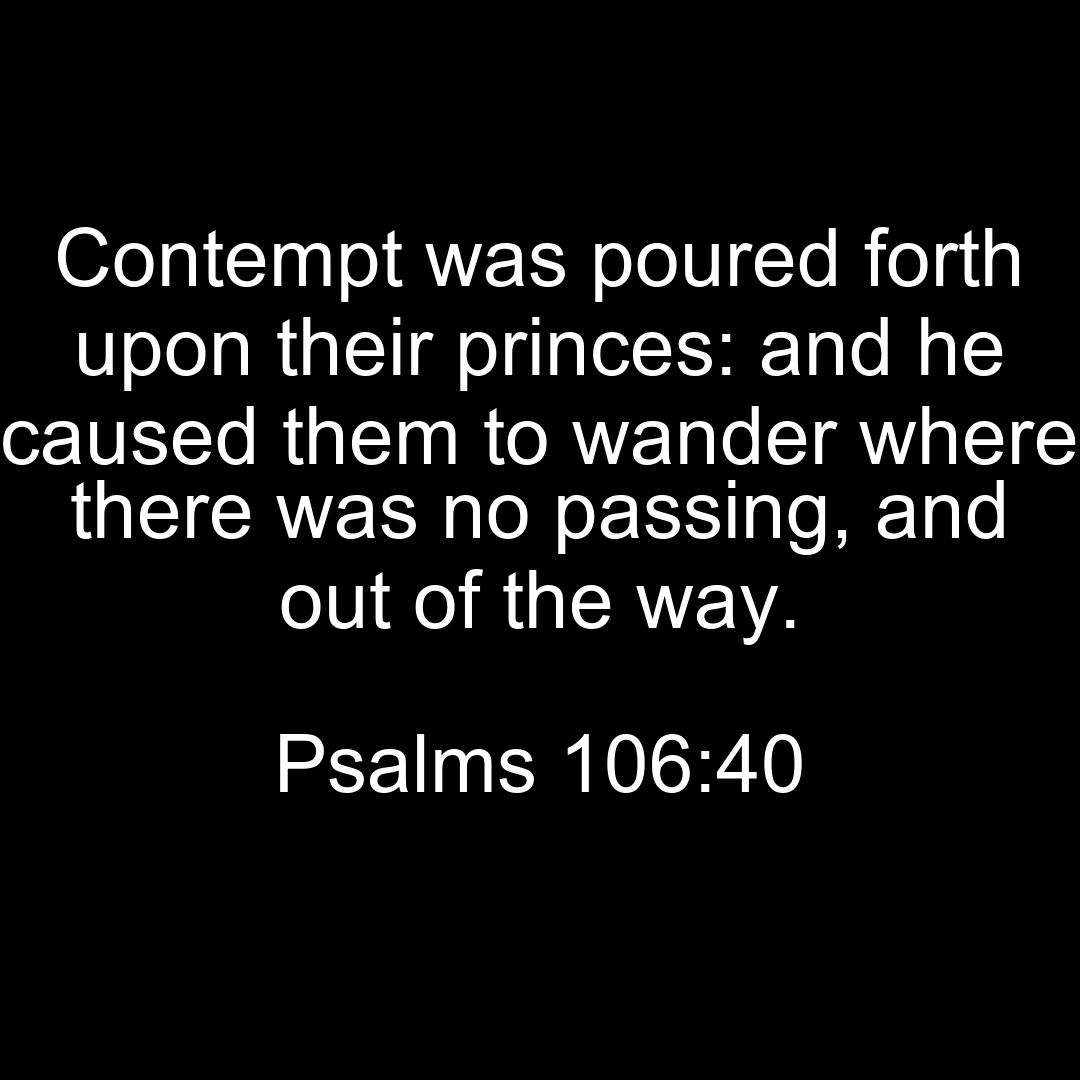 Contempt was poured forth
upon their princes: and he
caused them to wander where
there was no passing, and
out of the way.
Psalms 106:40